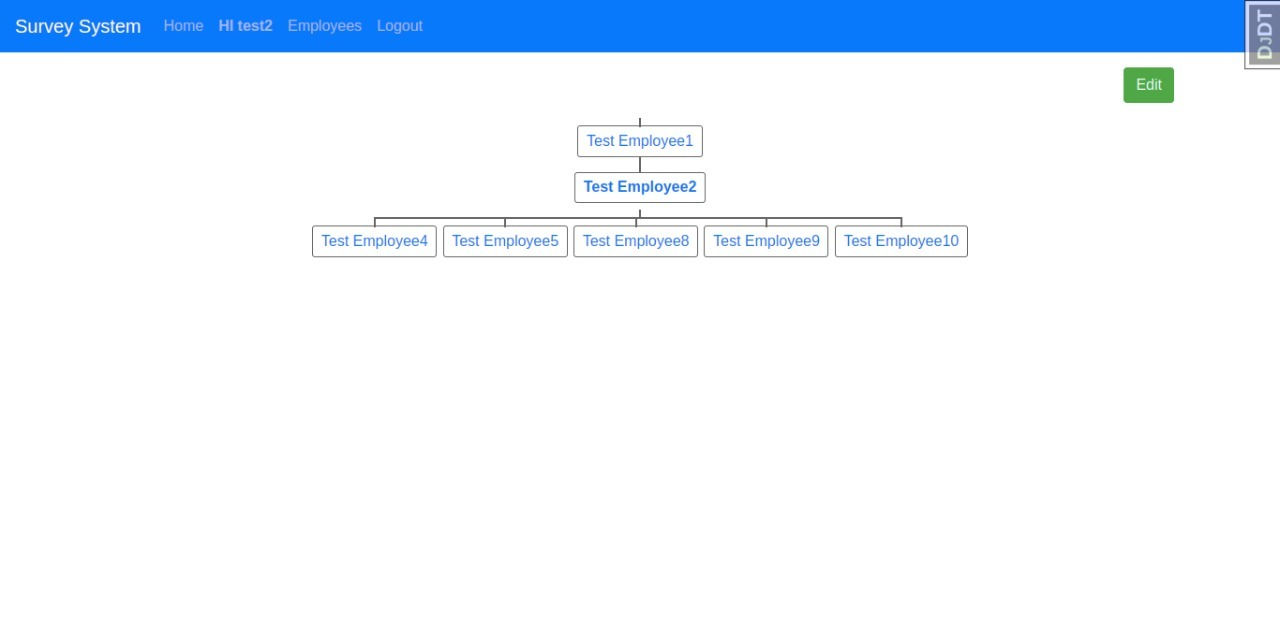 Survey System Home HI test2 Employees Logout
DJDT
Edit
Test Employee1
Test Employee2
Test Employee4 Test Employee5 Test Employee8 Test Employee9 Test Employee10